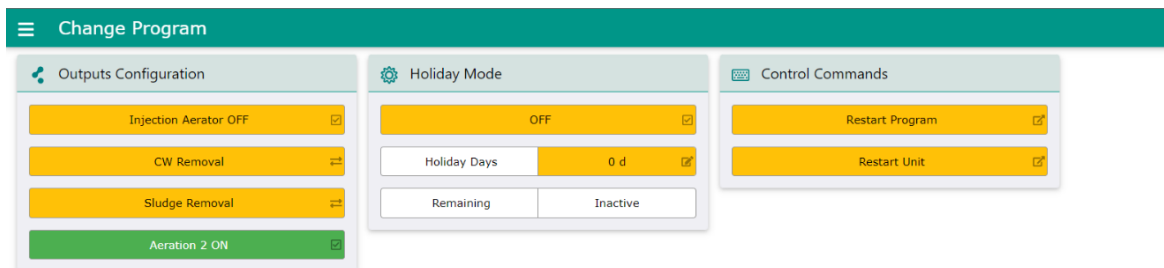 Change Program
Outputs Configuration
Injection Aerator OFF
CW Removal
Sludge Removal
Aeration 2 ON
Holiday Mode
OFF
Holiday Days 0 d
Remaining Inactive
Control Commands
Restart Program
Restart Unit